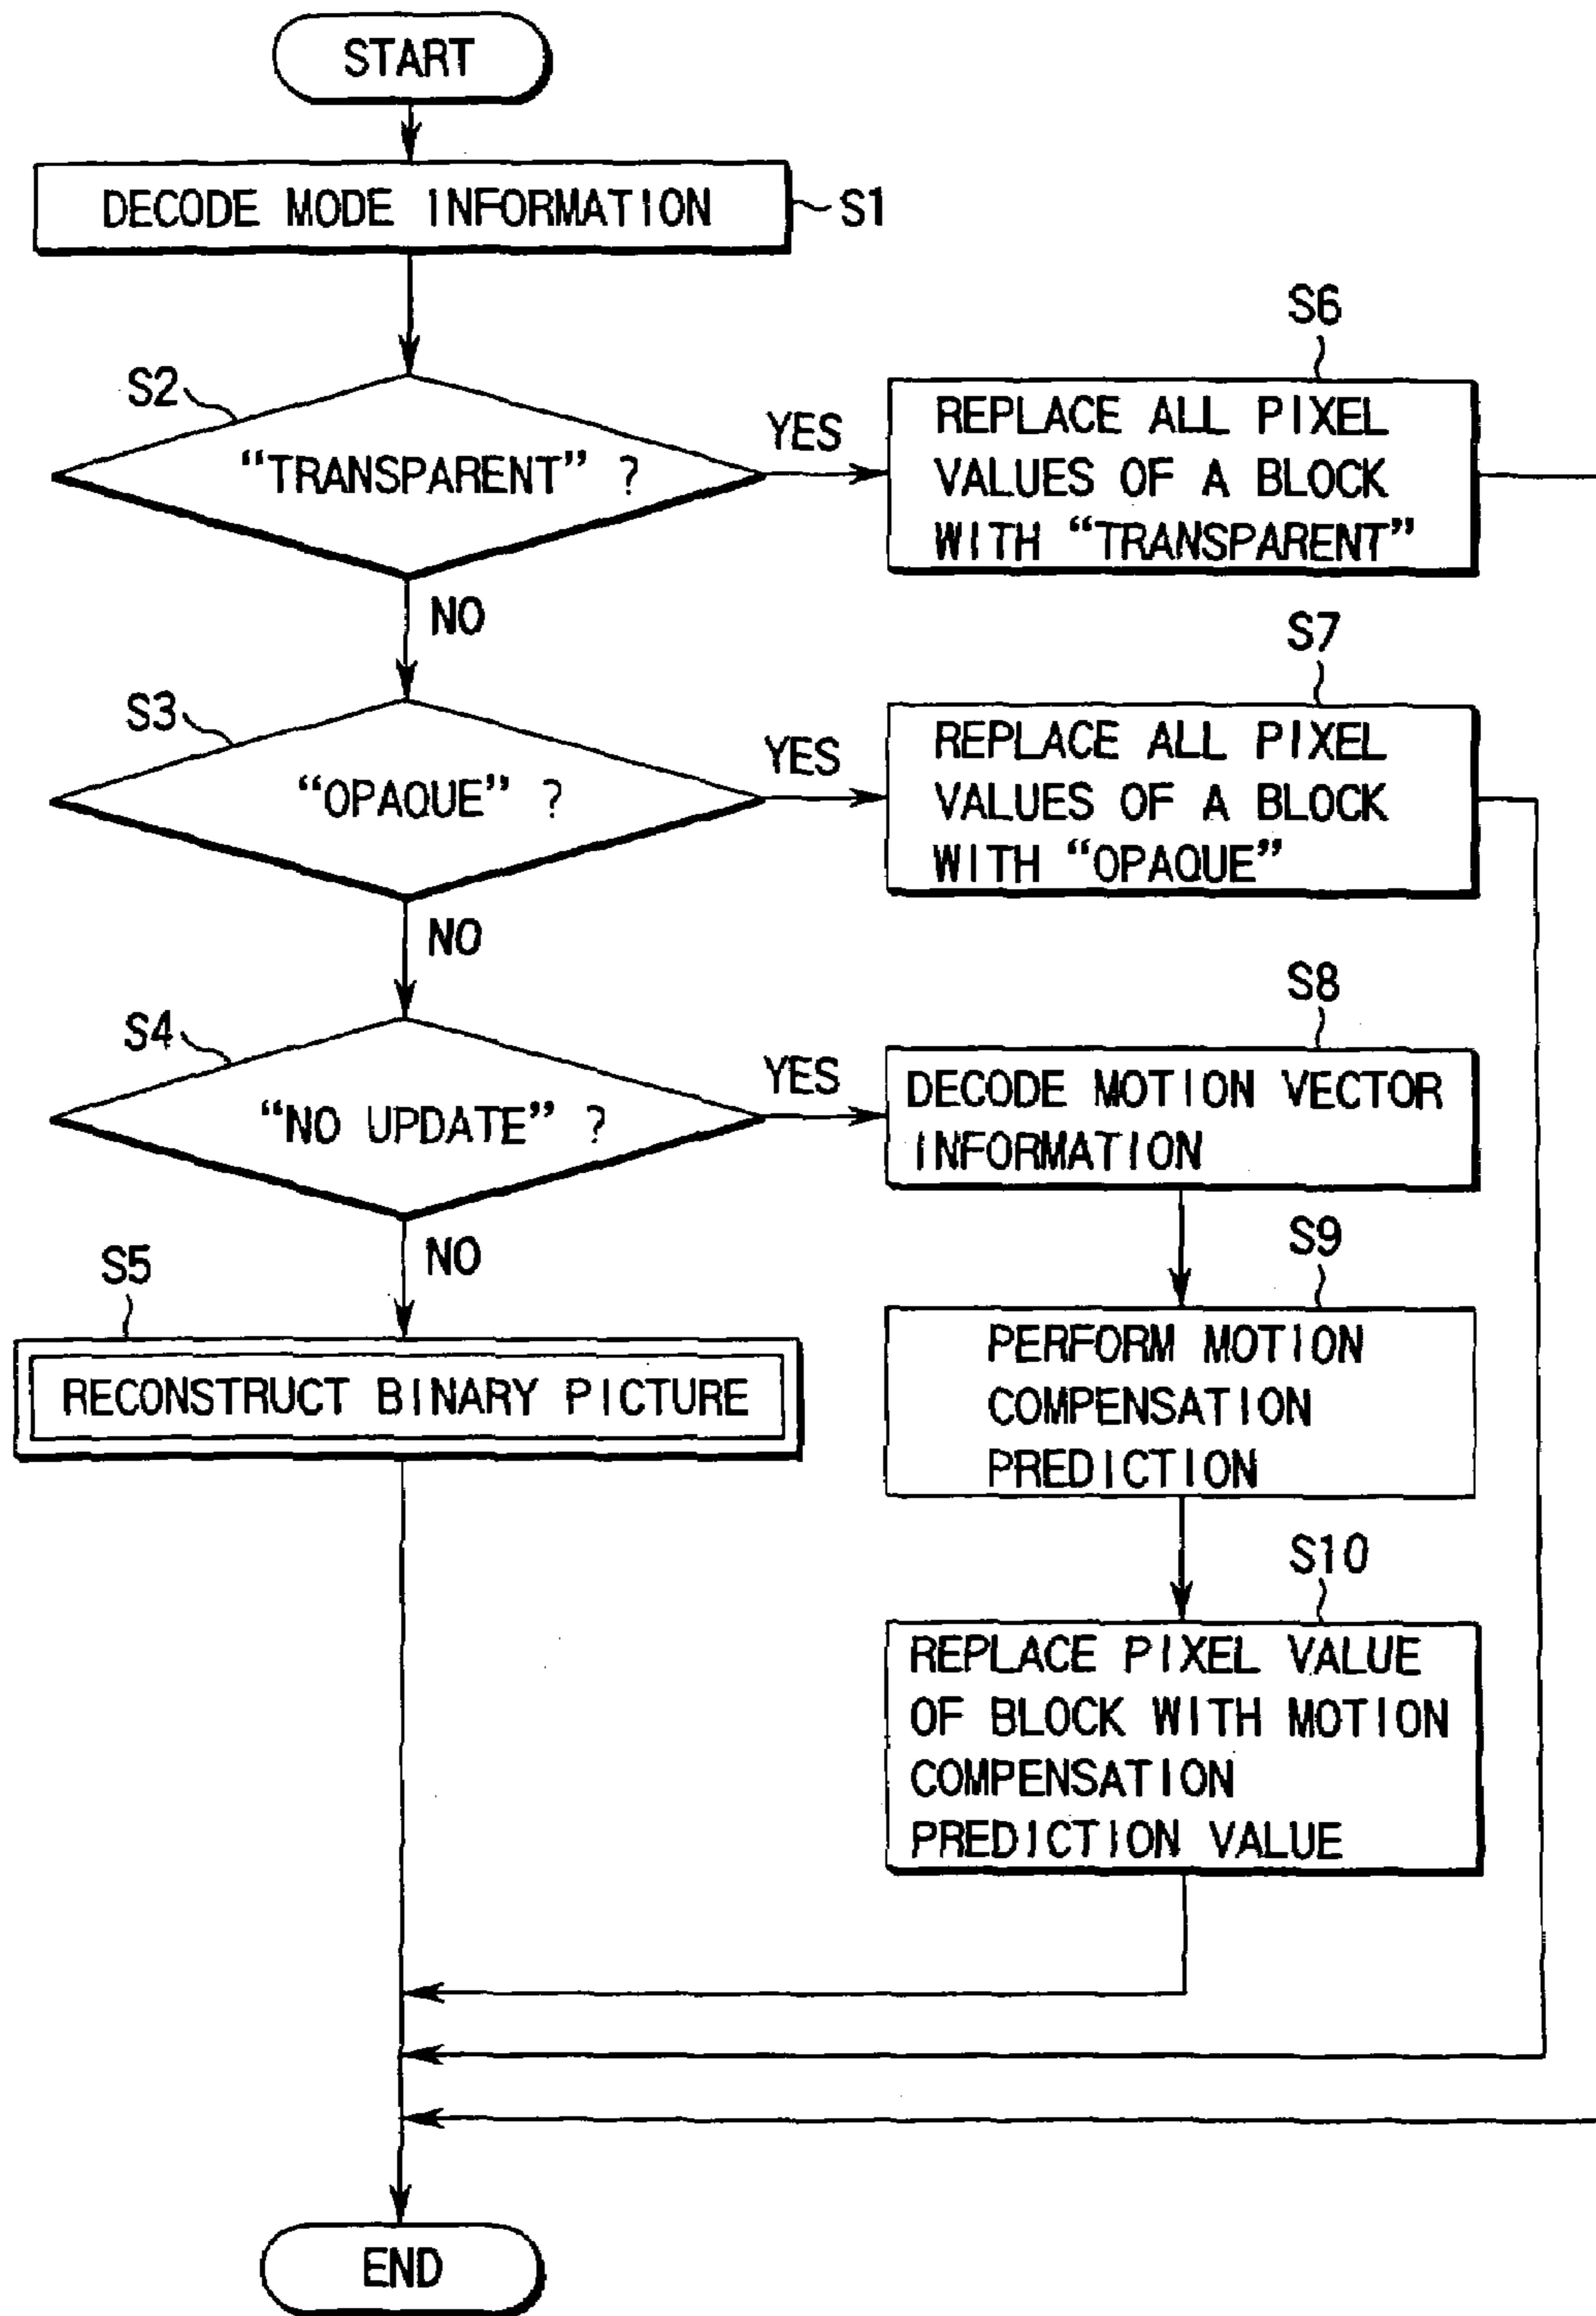 START
DECODE MODE INFORMATION
S1
S2
"TRANSPARENT" ?
YES
S6
REPLACE ALL PIXEL
VALUES OF A BLOCK
WITH "TRANSPARENT"
NO
S3
"OPAQUE" ?
YES
S7
REPLACE ALL PIXEL
VALUES OF A BLOCK
WITH "OPAQUE"
NO
S4
"NO UPDATE" ?
YES
S8
DECODE MOTION VECTOR
INFORMATION
NO
S5
RECONSTRUCT BINARY PICTURE
S9
PERFORM MOTION
COMPENSATION
PREDICTION
S10
REPLACE PIXEL VALUE
OF BLOCK WITH MOTION
COMPENSATION
PREDICTION VALUE
END